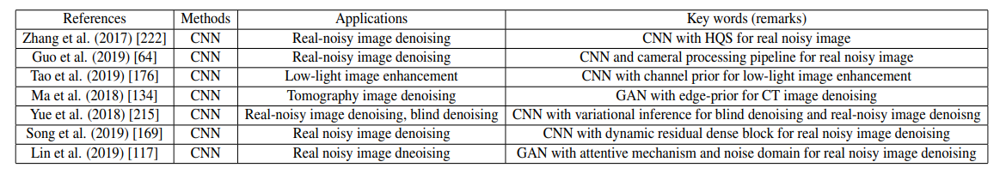 References Methods Applications Key words (remarks)
Zhang et al. (2017) [222] CNN Real-noisy image denoising CNN with HQS for real noisy image
Guo et al. (2019) [64] CNN Real-noisy image denoising CNN and cameral processing pipeline for real noisy image
Tao et al. (2019) [176] CNN Low-light image enhancement CNN with channel prior for low-light image enhancement
Ma et al. (2018) [134] CNN Tomography image denoising GAN with edge-prior for CT image denoising
Yue et al. (2018) [215] CNN Real-noisy image denoising, blind denoising CNN with variational inference for blind denoising and real-noisy image denoisng
Song et al. (2019) [169] CNN Real noisy image denoising CNN with dynamic residual dense block for real noisy image denoising
Lin et al. (2019) [117] CNN Real noisy image dneoising GAN with attentive mechanism and noise domain for real noisy image denoising